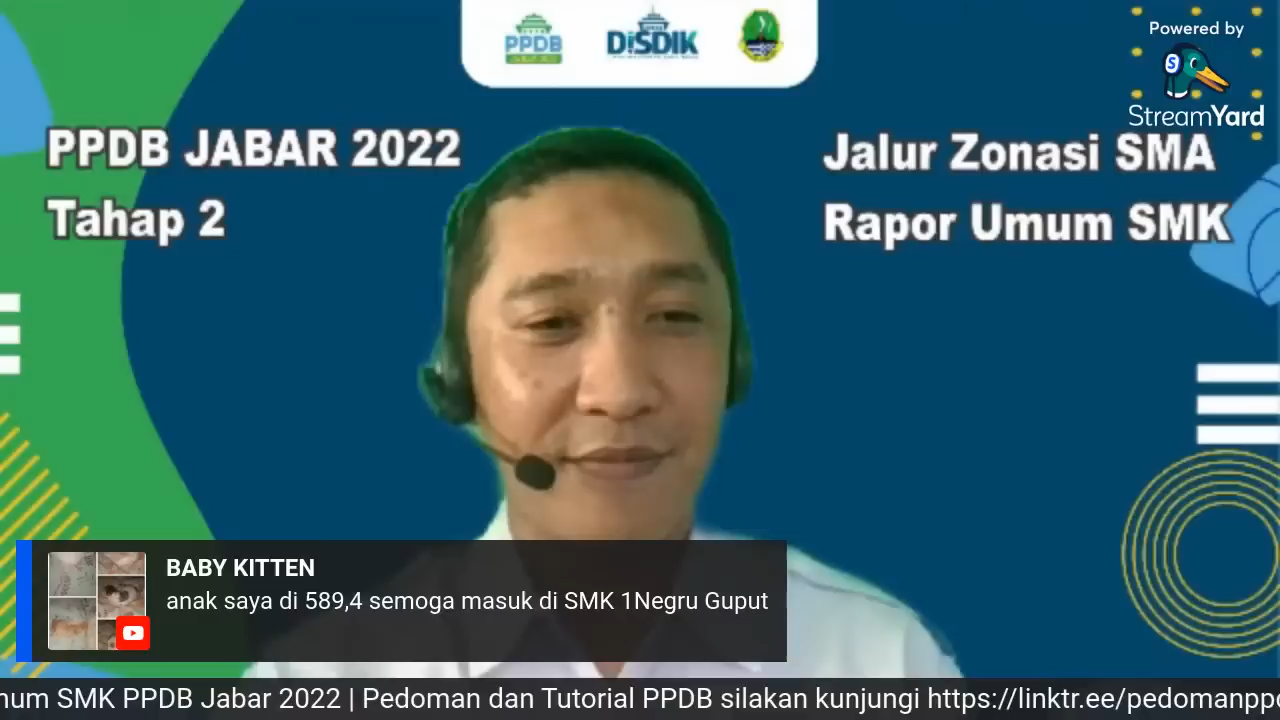 PPDB
DISDIK
Powered by
S
StreamYard
PPDB JABAR 2022
Tahap 2
Jalur Zonasi SMA
Rapor Umum SMK
BABY KITTEN
anak saya di 589,4 semoga masuk di SMK 1Negru Guput
num SMK PPDB Jabar 2022 | Pedoman dan Tutorial PPDB silakan kunjungi https://linktr.ee/pedomanppd